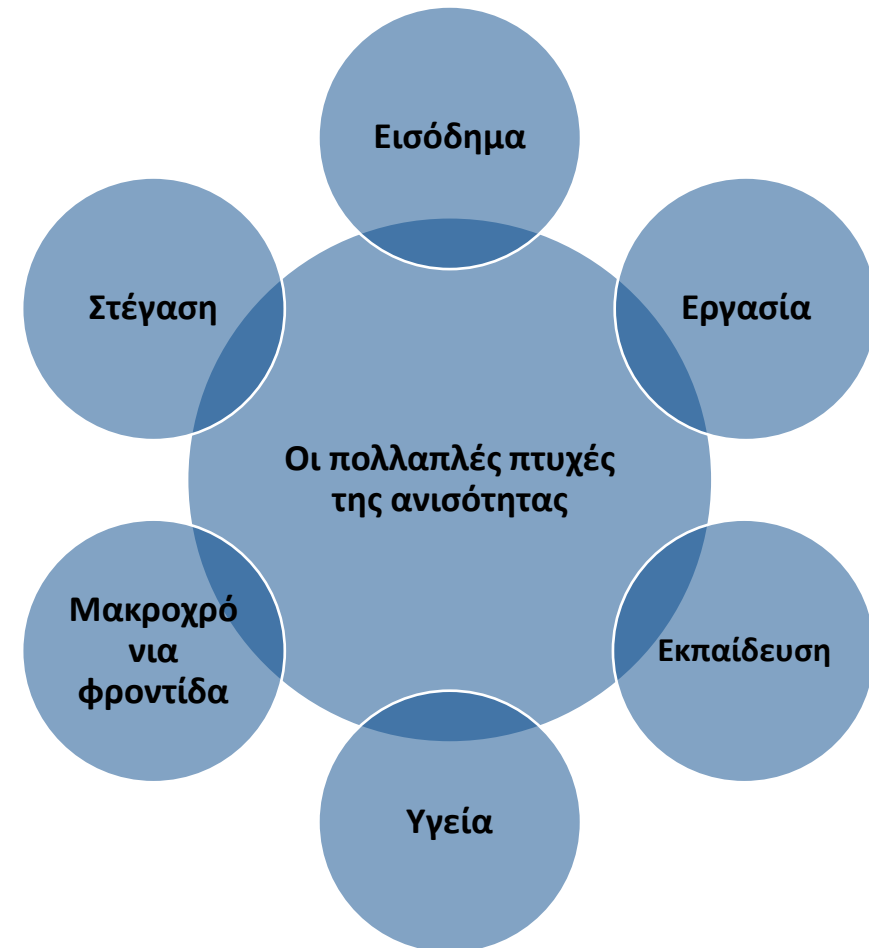 Εισόδημα
Στέγαση
Εργασία
Οι πολλαπλές πτυχές
της ανισότητας
Μακροχρό
νια
φροντίδα
Εκπαίδευση
Υγεία